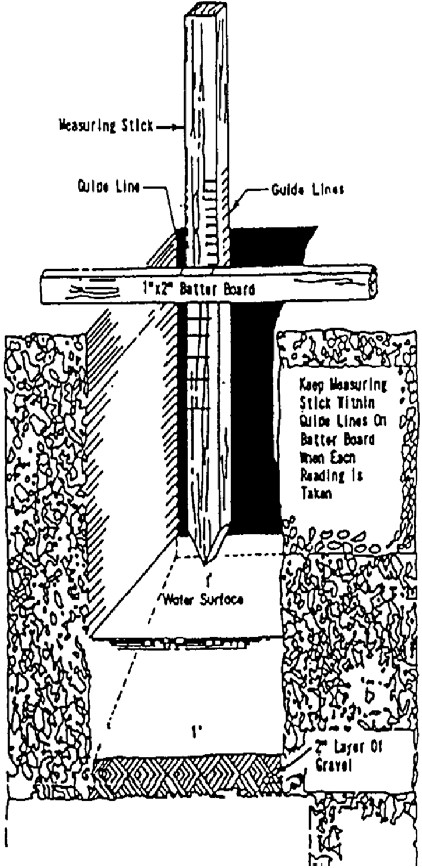 Measuring Stick
Guide Line
Guide Lines
1"x2" Batter Board
Keep Measuring
Stick Within
Guide Lines On
Batter Board
When Each
Reading Is
Taken
1'
Water Surface
1'
2" Layer Of
Gravel